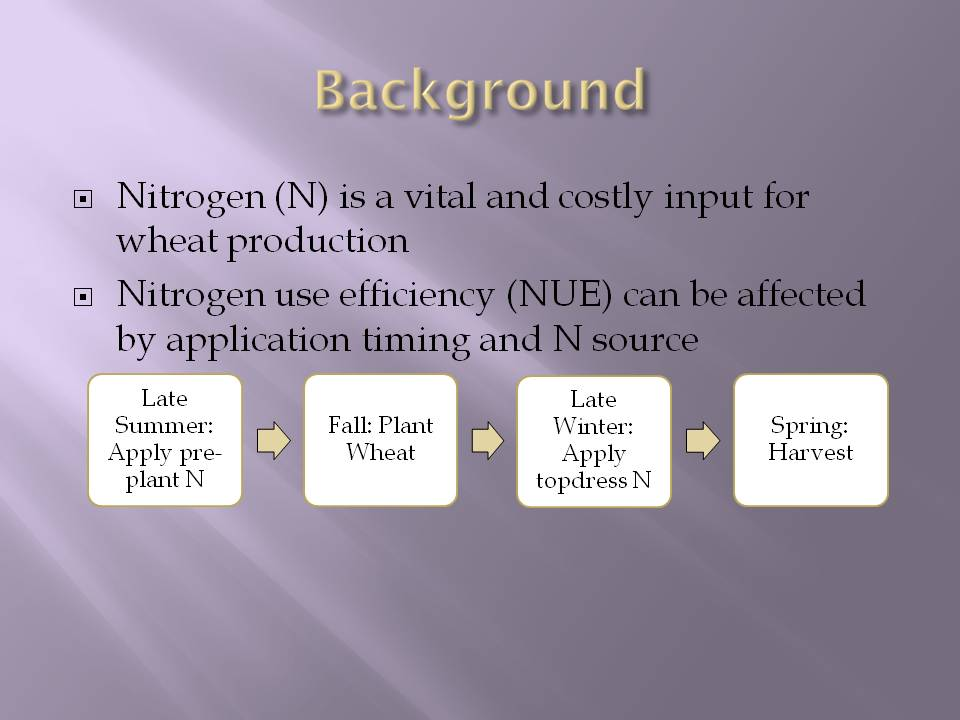 Background
Nitrogen (N) is a vital and costly input for
wheat production
Nitrogen use efficiency (NUE) can be affected
by application timing and N source
Late
Summer:
Apply pre-
plant N
Fall: Plant
Wheat
Late
Winter:
Apply
topdress N
Spring:
Harvest